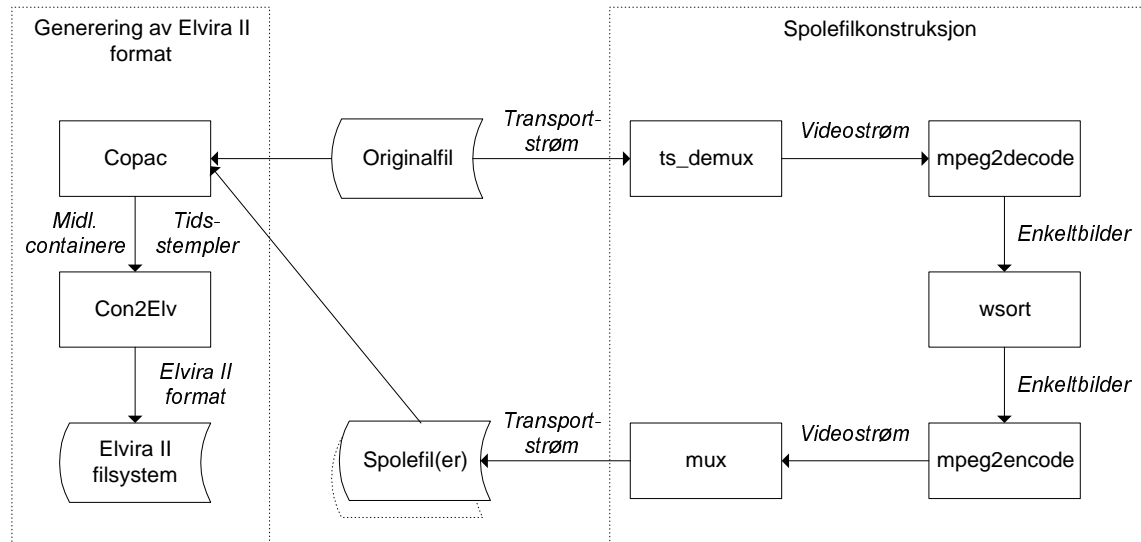 Generering av Elvira II
format
Spolefilkonstruksjon
Copac
Originalfil
Transport-
strøm
ts_demux
Videostrøm
mpeg2decode
Midl.
containere
Tids-
stempler
Enkeltbilder
Con2Elv
wsort
Elvira II
format
Enkeltbilder
Elvira II
filsystem
Spolefil(er)
Transport-
strøm
mux
Videostrøm
mpeg2encode